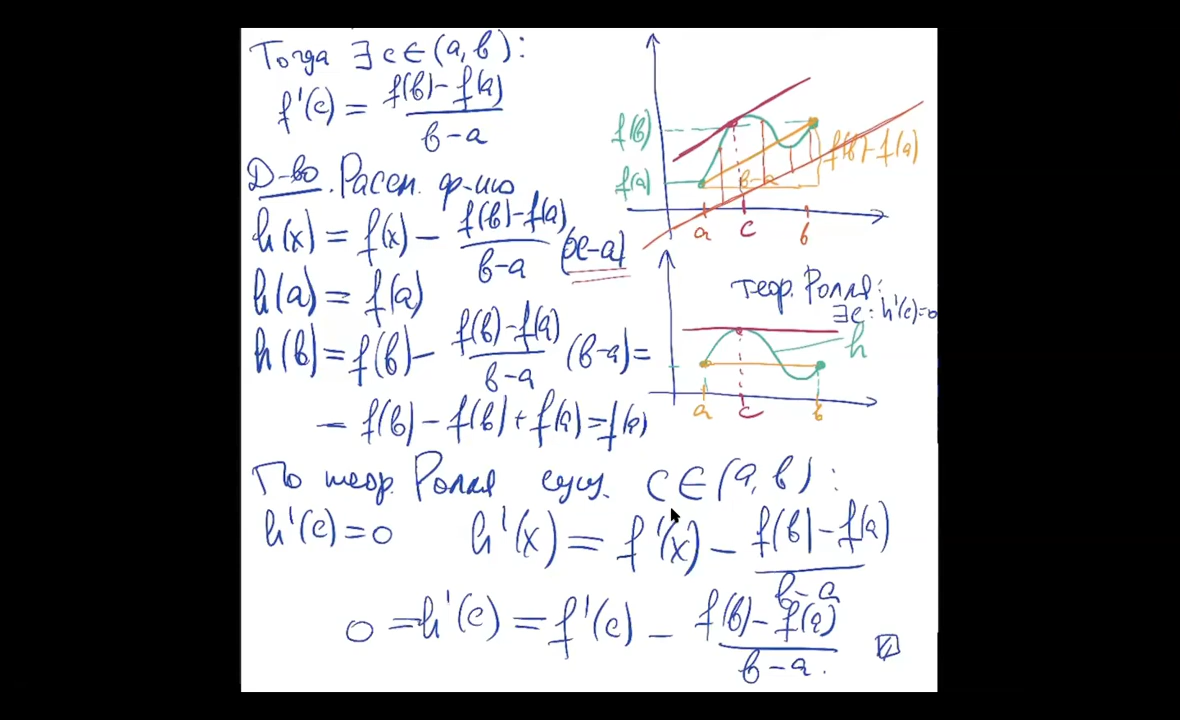 Тогда ∃ c ∈ (a, b):
f'(c) = (f(b) − f(a)) / (b − a)
Д-во. Рассм. ф-ию
h(x) = f(x) − (f(b) − f(a)) / (b − a) (x − a)
h(a) = f(a)
h(b) = f(b) − (f(b) − f(a)) / (b − a) (b − a) =
= f(b) − f(b) + f(a) = f(a)
По теор. Ролля сущ. c ∈ (a, b):
h'(c) = 0 h'(x) = f'(x) − (f(b) − f(a)) / (b − a)
0 = h'(c) = f'(c) − (f(b) − f(a)) / (b − a).
f(b)
f(a)
f(b) − f(a)
b − a
a c b
теор. Ролля:
∃ c: h'(c) = 0
h
a c b